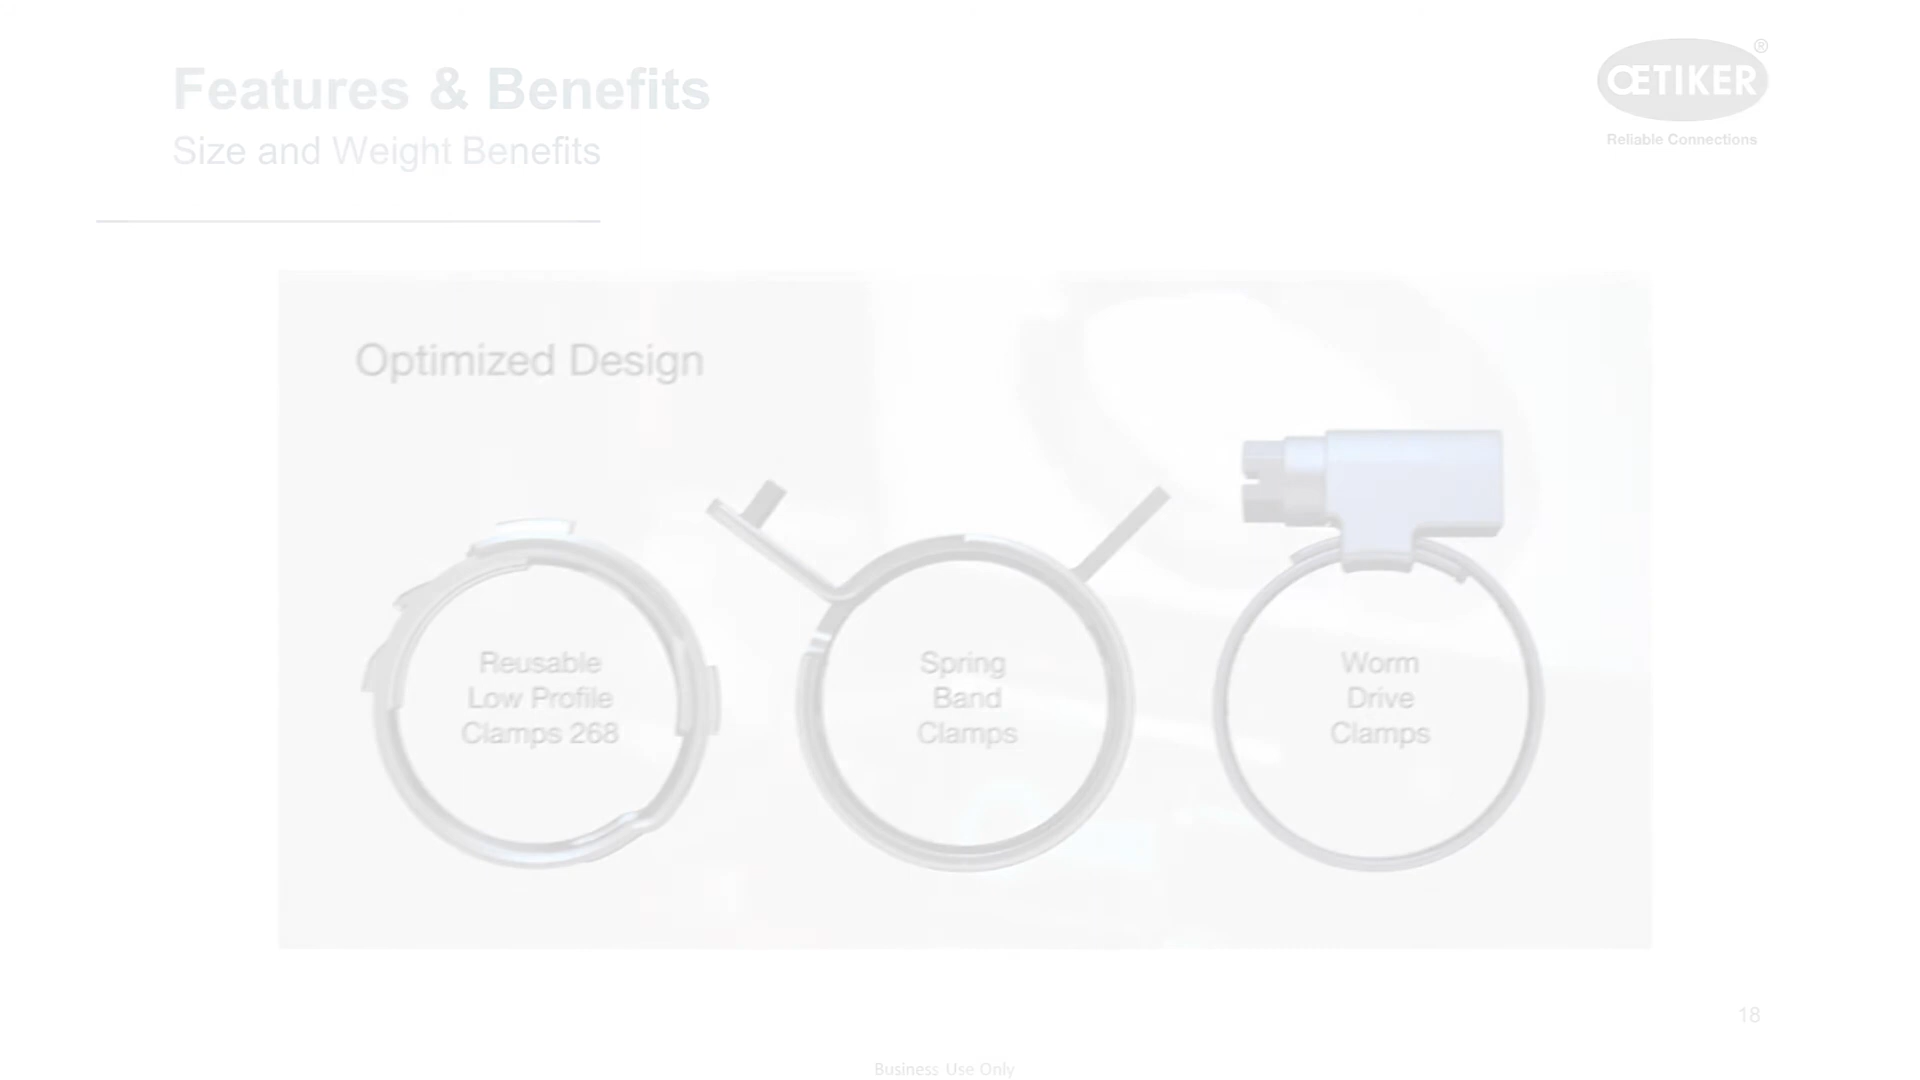 Features & Benefits
Size and Weight Benefits
ŒTIKER®
Reliable Connections
Optimized Design
Reusable
Low Profile
Clamps 268
Spring
Band
Clamps
Worm
Drive
Clamps
18
Business Use Only